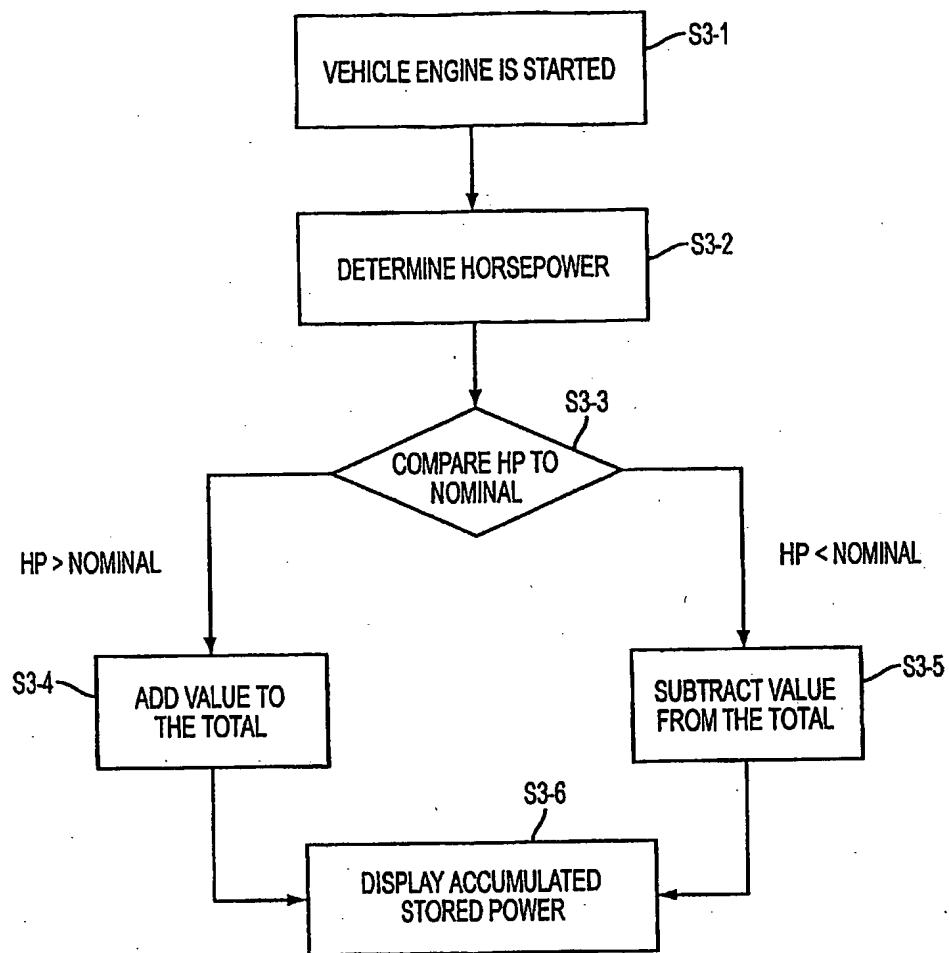 S3-1
VEHICLE ENGINE IS STARTED
S3-2
DETERMINE HORSEPOWER
S3-3
COMPARE HP TO
NOMINAL
HP > NOMINAL
HP < NOMINAL
S3-4
ADD VALUE TO
THE TOTAL
S3-5
SUBTRACT VALUE
FROM THE TOTAL
S3-6
DISPLAY ACCUMULATED
STORED POWER